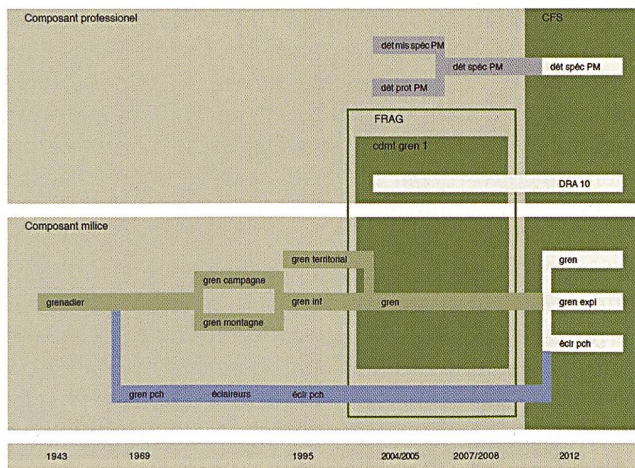 Composant professionel
CFS
dét mis spéc PM
dét spéc PM
dét spéc PM
dét prot PM
FRAG
cdmt gren 1
DRA 10
Composant milice
gren territorial
gren
gren campagne
grenadier
gren inf
gren
gren expl
gren montagne
éclr pch
gren pch
éclaireurs
éclr pch
1943
1969
1995
2004/2005
2007/2008
2012